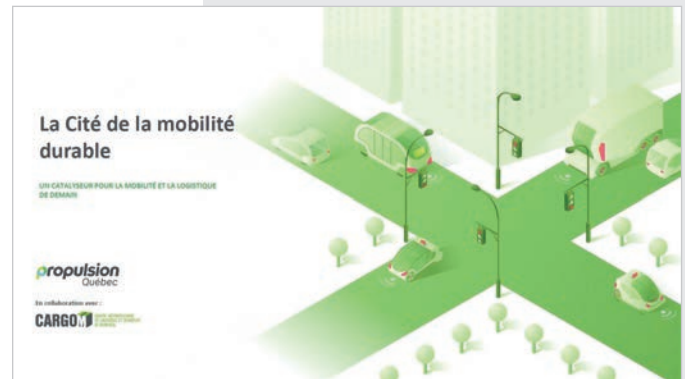 La Cité de la mobilité
durable
UN CATALYSEUR POUR LA MOBILITÉ ET LA LOGISTIQUE
DE DEMAIN
propulsion
Québec
En collaboration avec :
CARGOM